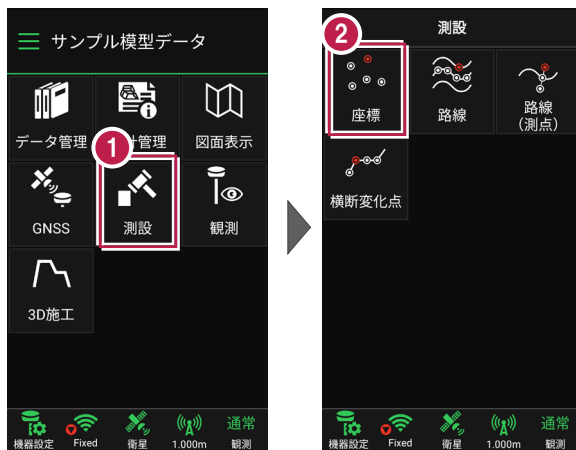 サンプル模型データ
データ管理
計管理
図面表示
1
GNSS
測設
観測
3D施工
機器設定
Fixed
衛星
1.000m
通常
観測
2
測設
座標
路線
路線
(測点)
横断変化点
機器設定
Fixed
衛星
1.000m
通常
観測